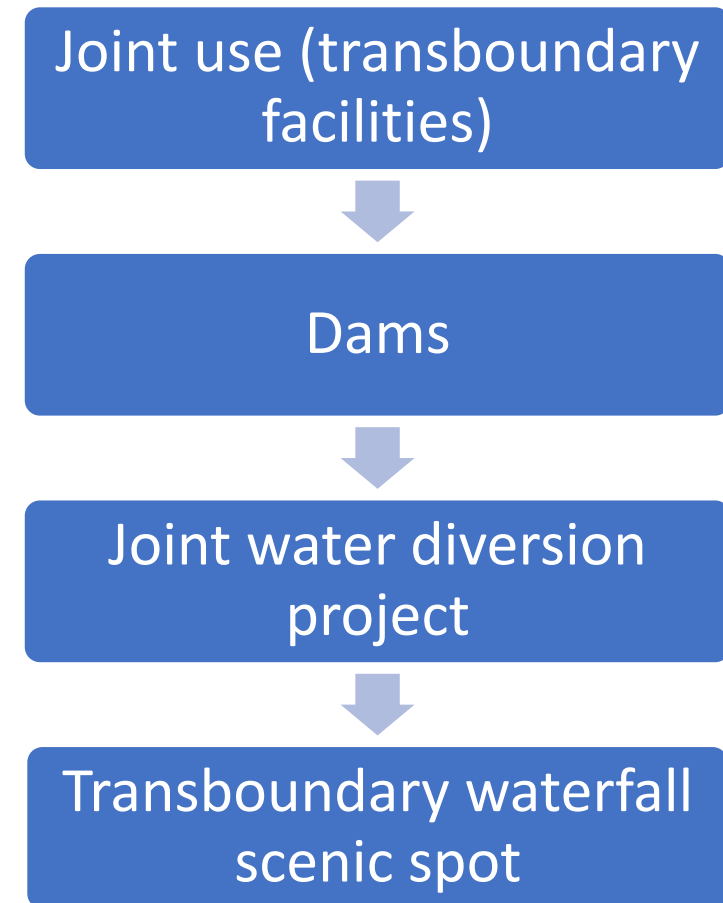 Joint use (transboundary
facilities)
Dams
Joint water diversion
project
Transboundary waterfall
scenic spot